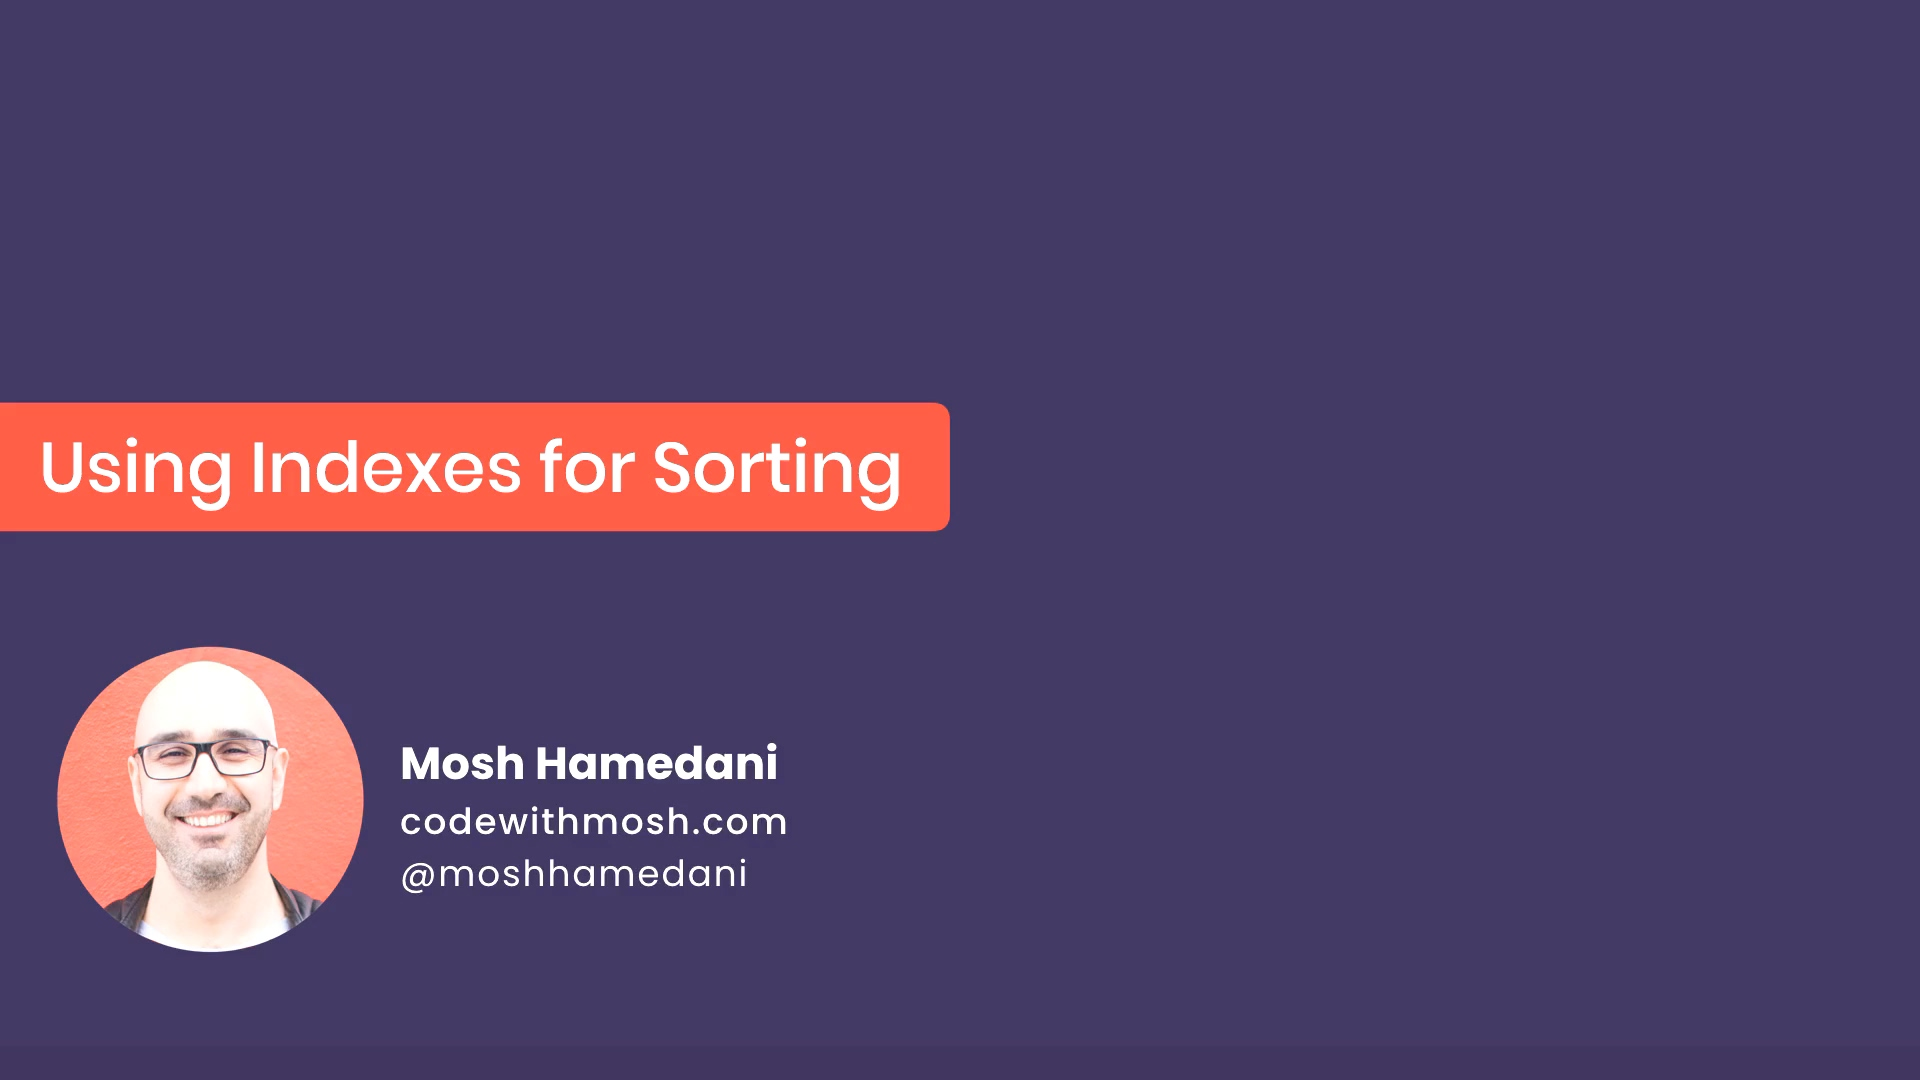 Using Indexes for Sorting
Mosh Hamedani
codewithmosh.com
@moshhamedani